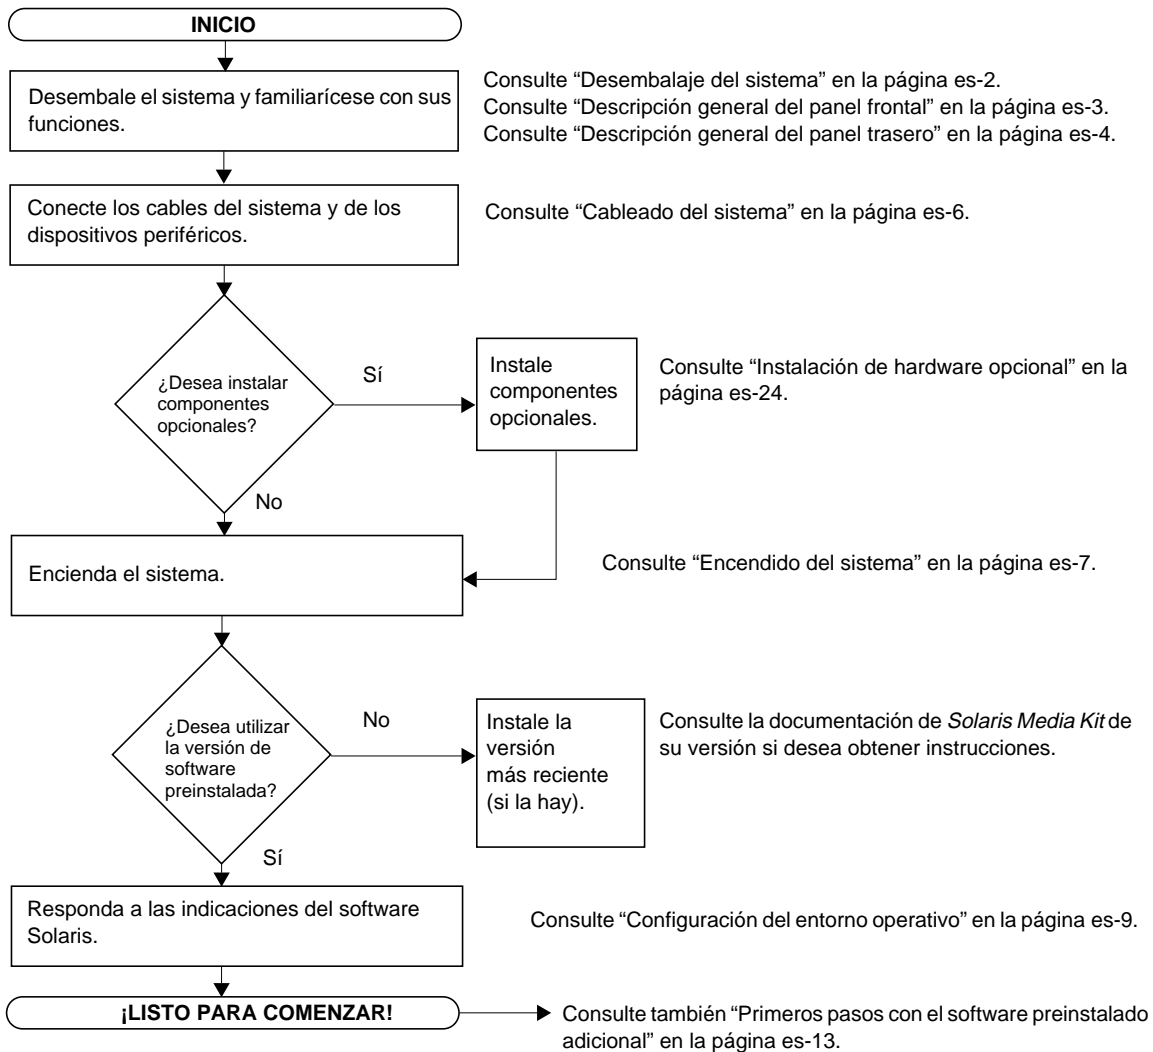 INICIO
Desembale el sistema y familiarícese con sus
funciones.
Consulte “Desembalaje del sistema” en la página es-2.
Consulte “Descripción general del panel frontal” en la página es-3.
Consulte “Descripción general del panel trasero” en la página es-4.
Conecte los cables del sistema y de los
dispositivos periféricos.
Consulte “Cableado del sistema” en la página es-6.
¿Desea instalar
componentes
opcionales?
Sí
Instale
componentes
opcionales.
Consulte “Instalación de hardware opcional” en la
página es-24.
No
Encienda el sistema.
Consulte “Encendido del sistema” en la página es-7.
¿Desea utilizar
la versión de
software
preinstalada?
No
Instale la
versión
más reciente
(si la hay).
Consulte la documentación de Solaris Media Kit de
su versión si desea obtener instrucciones.
Sí
Responda a las indicaciones del software
Solaris.
Consulte “Configuración del entorno operativo” en la página es-9.
¡LISTO PARA COMENZAR!
Consulte también “Primeros pasos con el software preinstalado
adicional” en la página es-13.